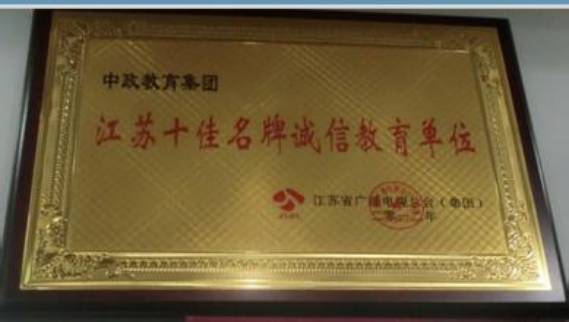 中政教育集团
江苏十佳名牌诚信教育单位
江苏省广播电视总台（集团）